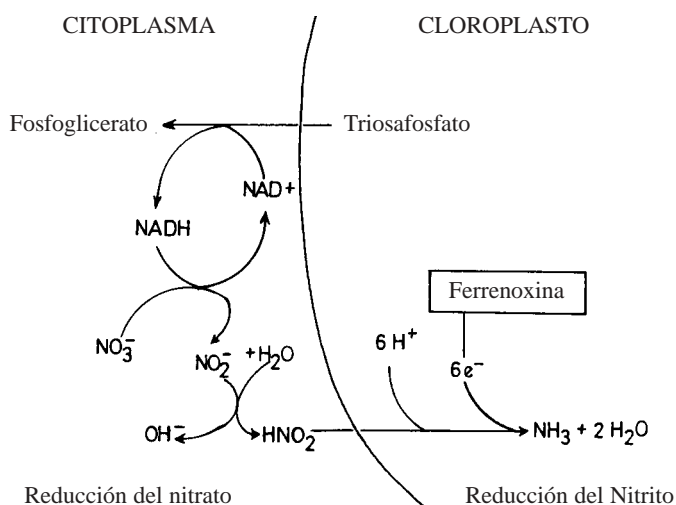 CITOPLASMA
CLOROPLASTO
Fosfoglicerato
Triosafosfato
NAD+
NADH
Ferrenoxina
NO₃⁻
NO₂⁻ + H₂O
6 H⁺
6e⁻
OH⁻
HNO₂
NH₃ + 2 H₂O
Reducción del nitrato
Reducción del Nitrito